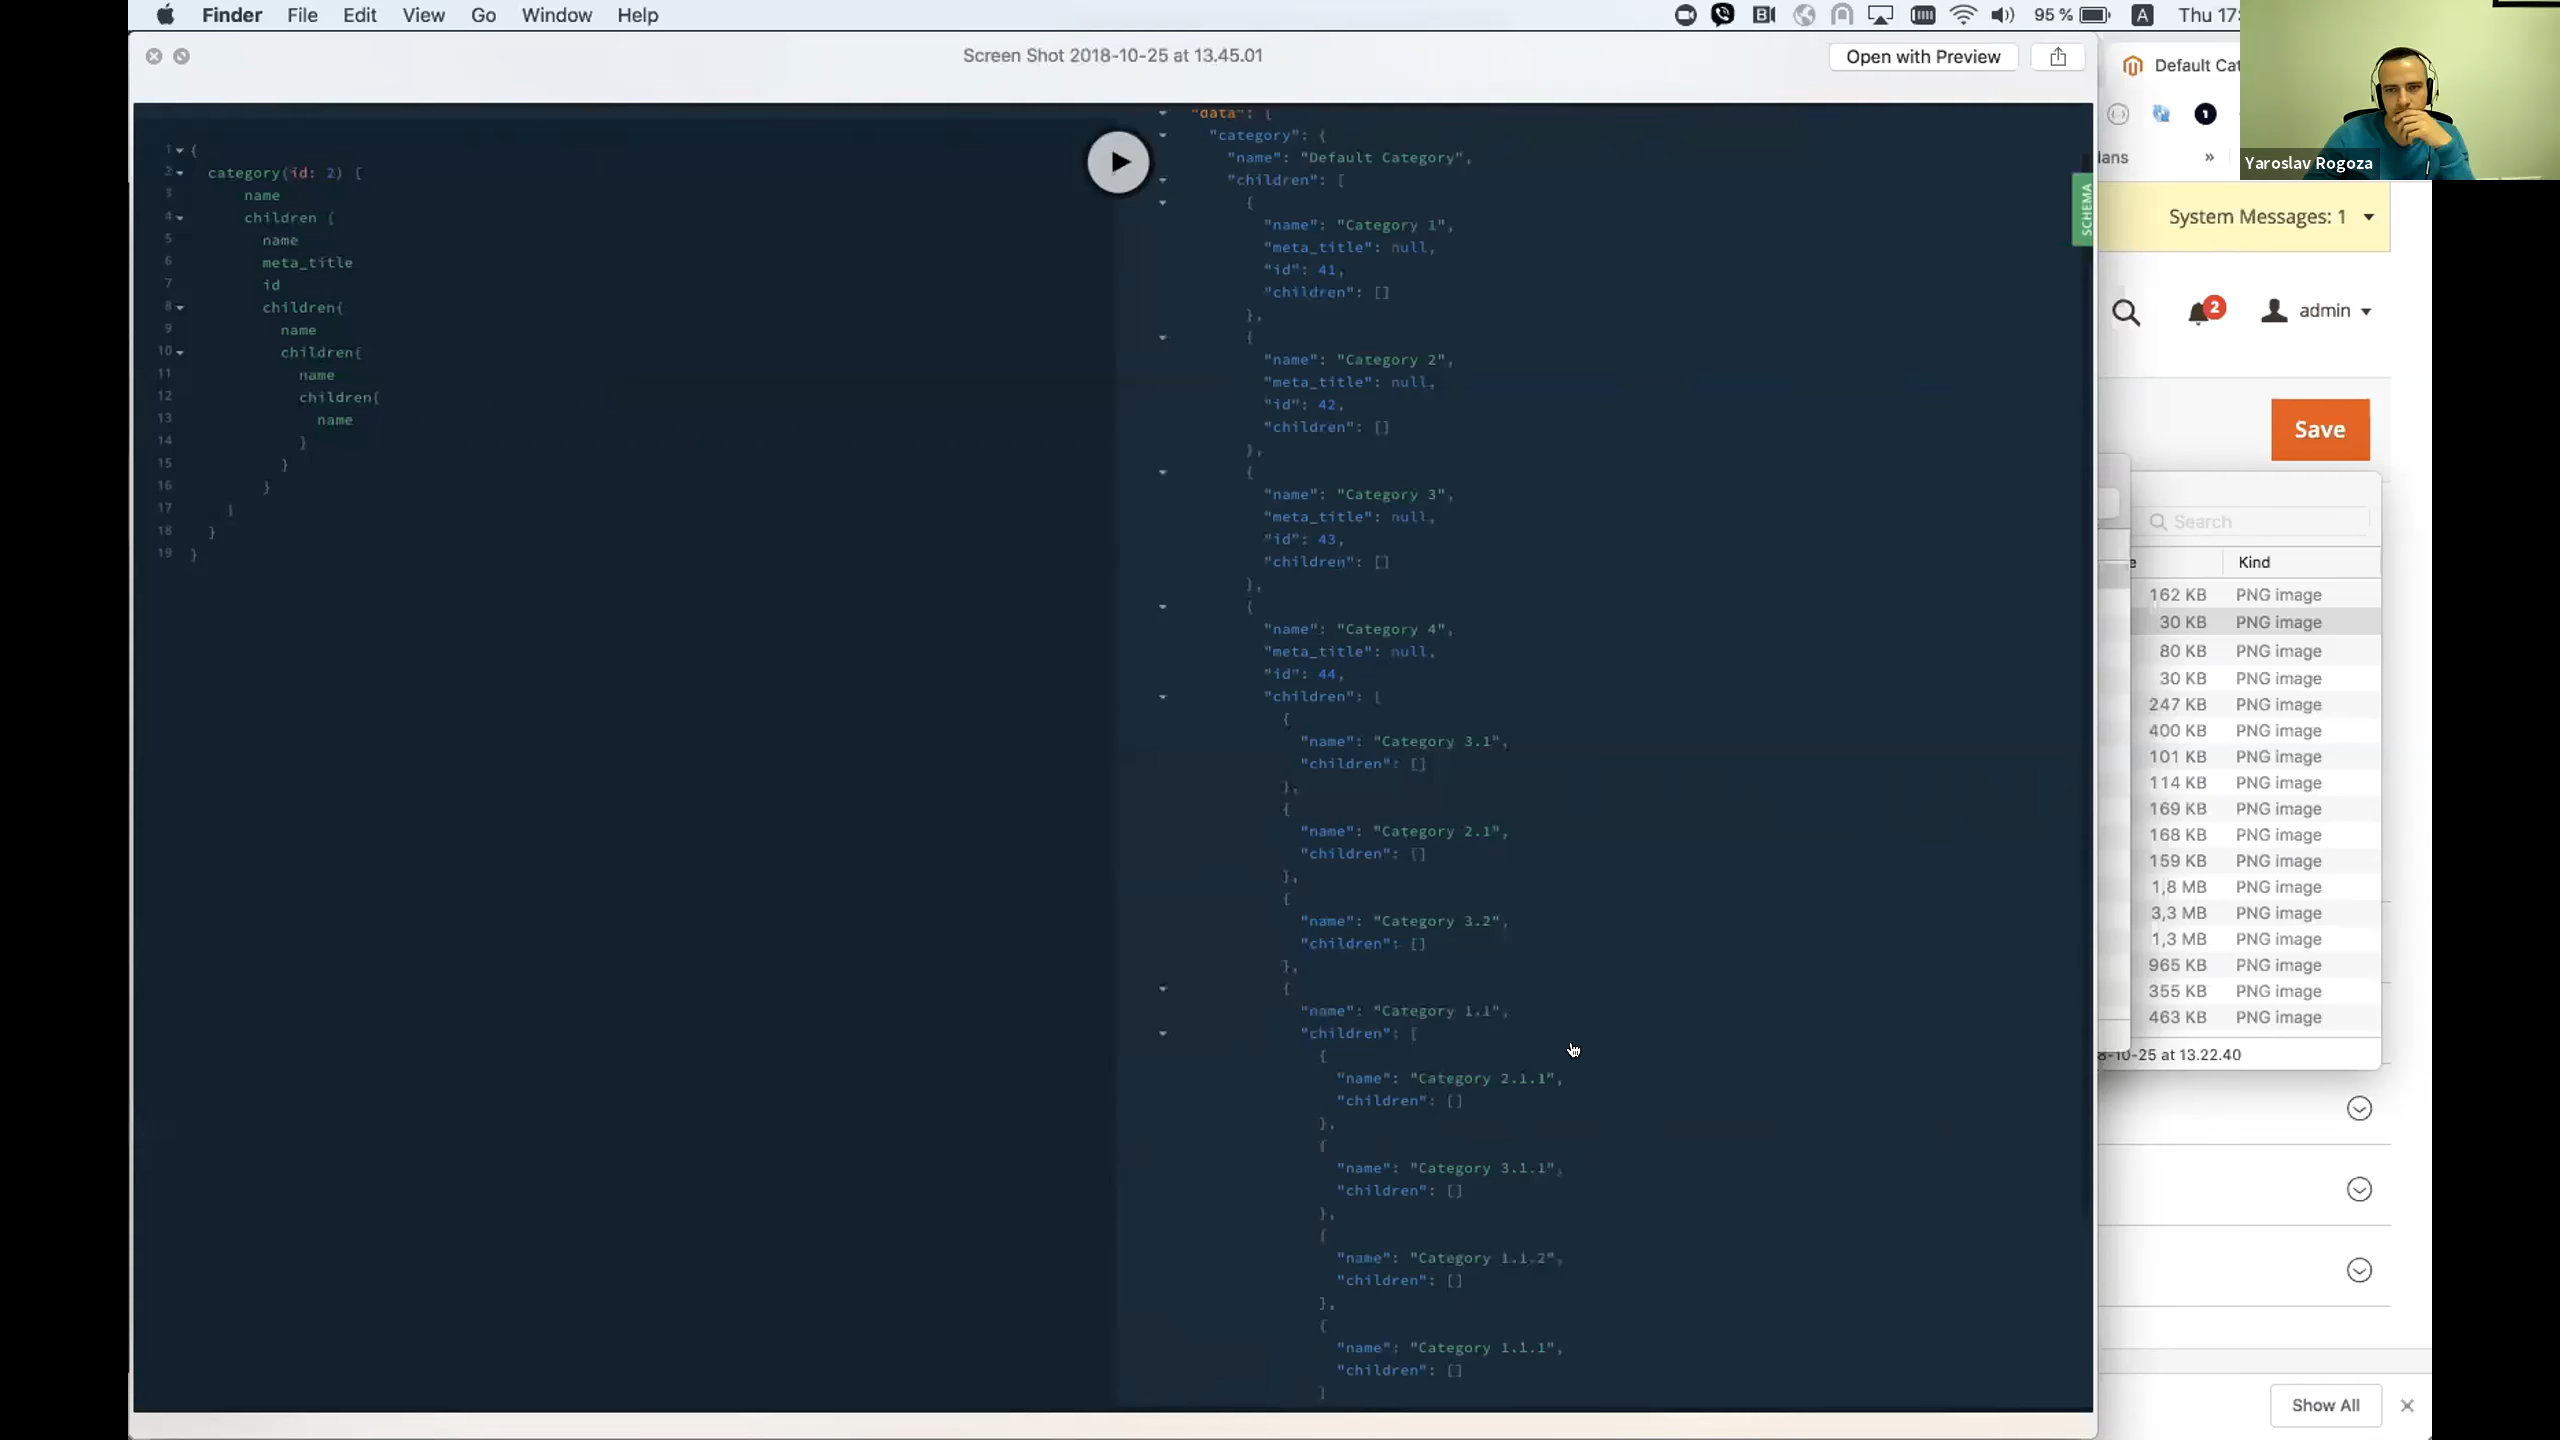 Finder File Edit View Go Window Help
95 % A Thu 17:
Screen Shot 2018-10-25 at 13.45.01
Open with Preview
Default Cat
Yaroslav Rogoza
lans »
System Messages: 1
2
admin
Save
Search
e Kind
162 KB PNG image
30 KB PNG image
80 KB PNG image
30 KB PNG image
247 KB PNG image
400 KB PNG image
101 KB PNG image
114 KB PNG image
169 KB PNG image
168 KB PNG image
159 KB PNG image
1,8 MB PNG image
3,3 MB PNG image
1,3 MB PNG image
965 KB PNG image
355 KB PNG image
463 KB PNG image
8-10-25 at 13.22.40
Show All
SCHEMA
1 {
2 category(id: 2) {
3 name
4 children {
5 name
6 meta_title
7 id
8 children{
9 name
10 children{
11 name
12 children{
13 name
14 }
15 }
16 }
17 }
18 }
19 }
"data": {
"category": {
"name": "Default Category",
"children": [
{
"name": "Category 1",
"meta_title": null,
"id": 41,
"children": []
},
{
"name": "Category 2",
"meta_title": null,
"id": 42,
"children": []
},
{
"name": "Category 3",
"meta_title": null,
"id": 43,
"children": []
},
{
"name": "Category 4",
"meta_title": null,
"id": 44,
"children": [
{
"name": "Category 3.1",
"children": []
},
{
"name": "Category 2.1",
"children": []
},
{
"name": "Category 3.2",
"children": []
},
{
"name": "Category 1.1",
"children": [
{
"name": "Category 2.1.1",
"children": []
},
{
"name": "Category 3.1.1",
"children": []
},
{
"name": "Category 1.1.2",
"children": []
},
{
"name": "Category 1.1.1",
"children": []
]